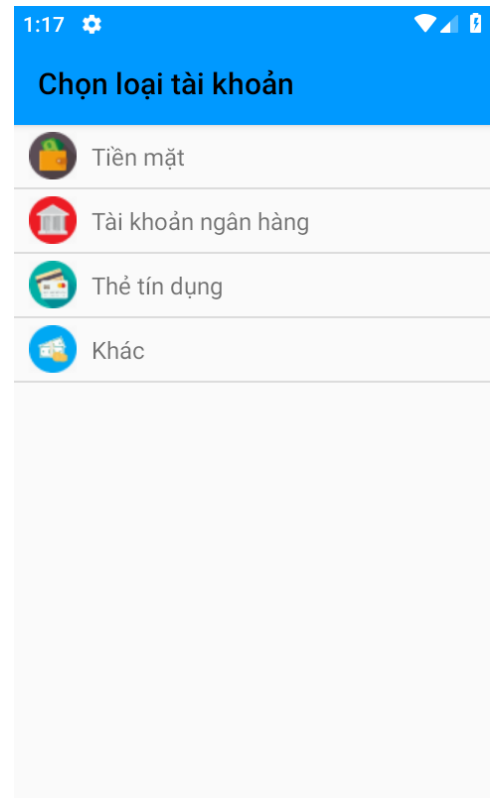 1:17
Chọn loại tài khoản
Tiền mặt
Tài khoản ngân hàng
Thẻ tín dụng
Khác